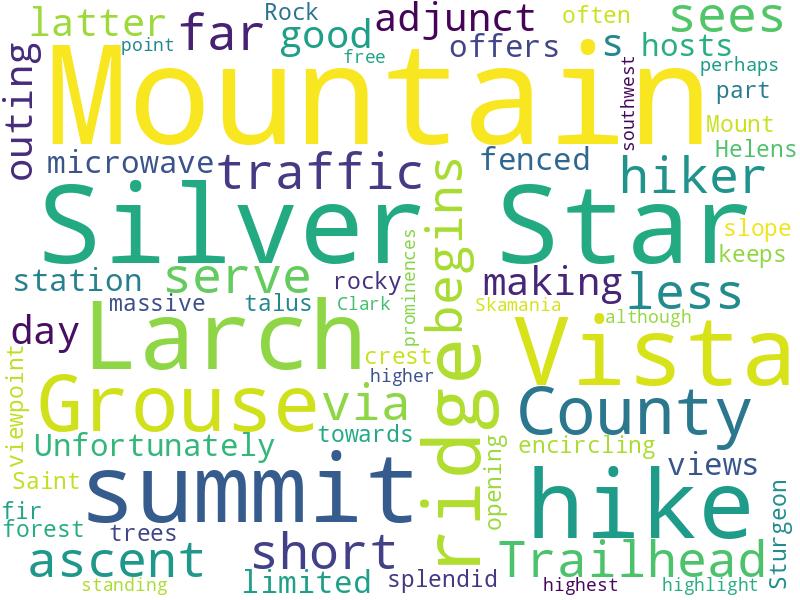 latter
far
Rock
good
point
free
adjunct
often
offers
s
sees
hosts
perhaps
part
Mount
Helens
southwest
outing
Mountain
microwave
traffic
fenced
hiker
Silver
Star
slope
keeps
station
serve
rocky
making
less
massive
talus
Clark
prominences
begins
Skamania
although
day
Larch
crest
higher
ridge
Vista
viewpoint
Grouse
via
towards
County
Unfortunately
opening
encircling
views
Saint
summit
hike
Sturgeon
fir
forest
trees
ascent
short
Trailhead
standing
limited
splendid
highest
highlight